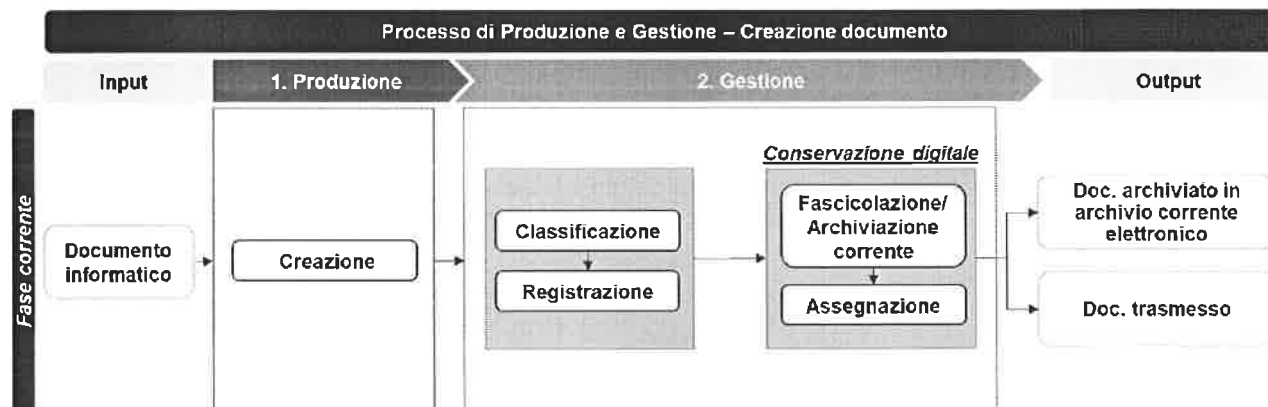 Processo di Produzione e Gestione – Creazione documento
Input
1. Produzione
2. Gestione
Output
Fase corrente
Documento
informatico
Creazione
Classificazione
Registrazione
Conservazione digitale
Fascicolazione/
Archiviazione
corrente
Assegnazione
Doc. archiviato in
archivio corrente
elettronico
Doc. trasmesso